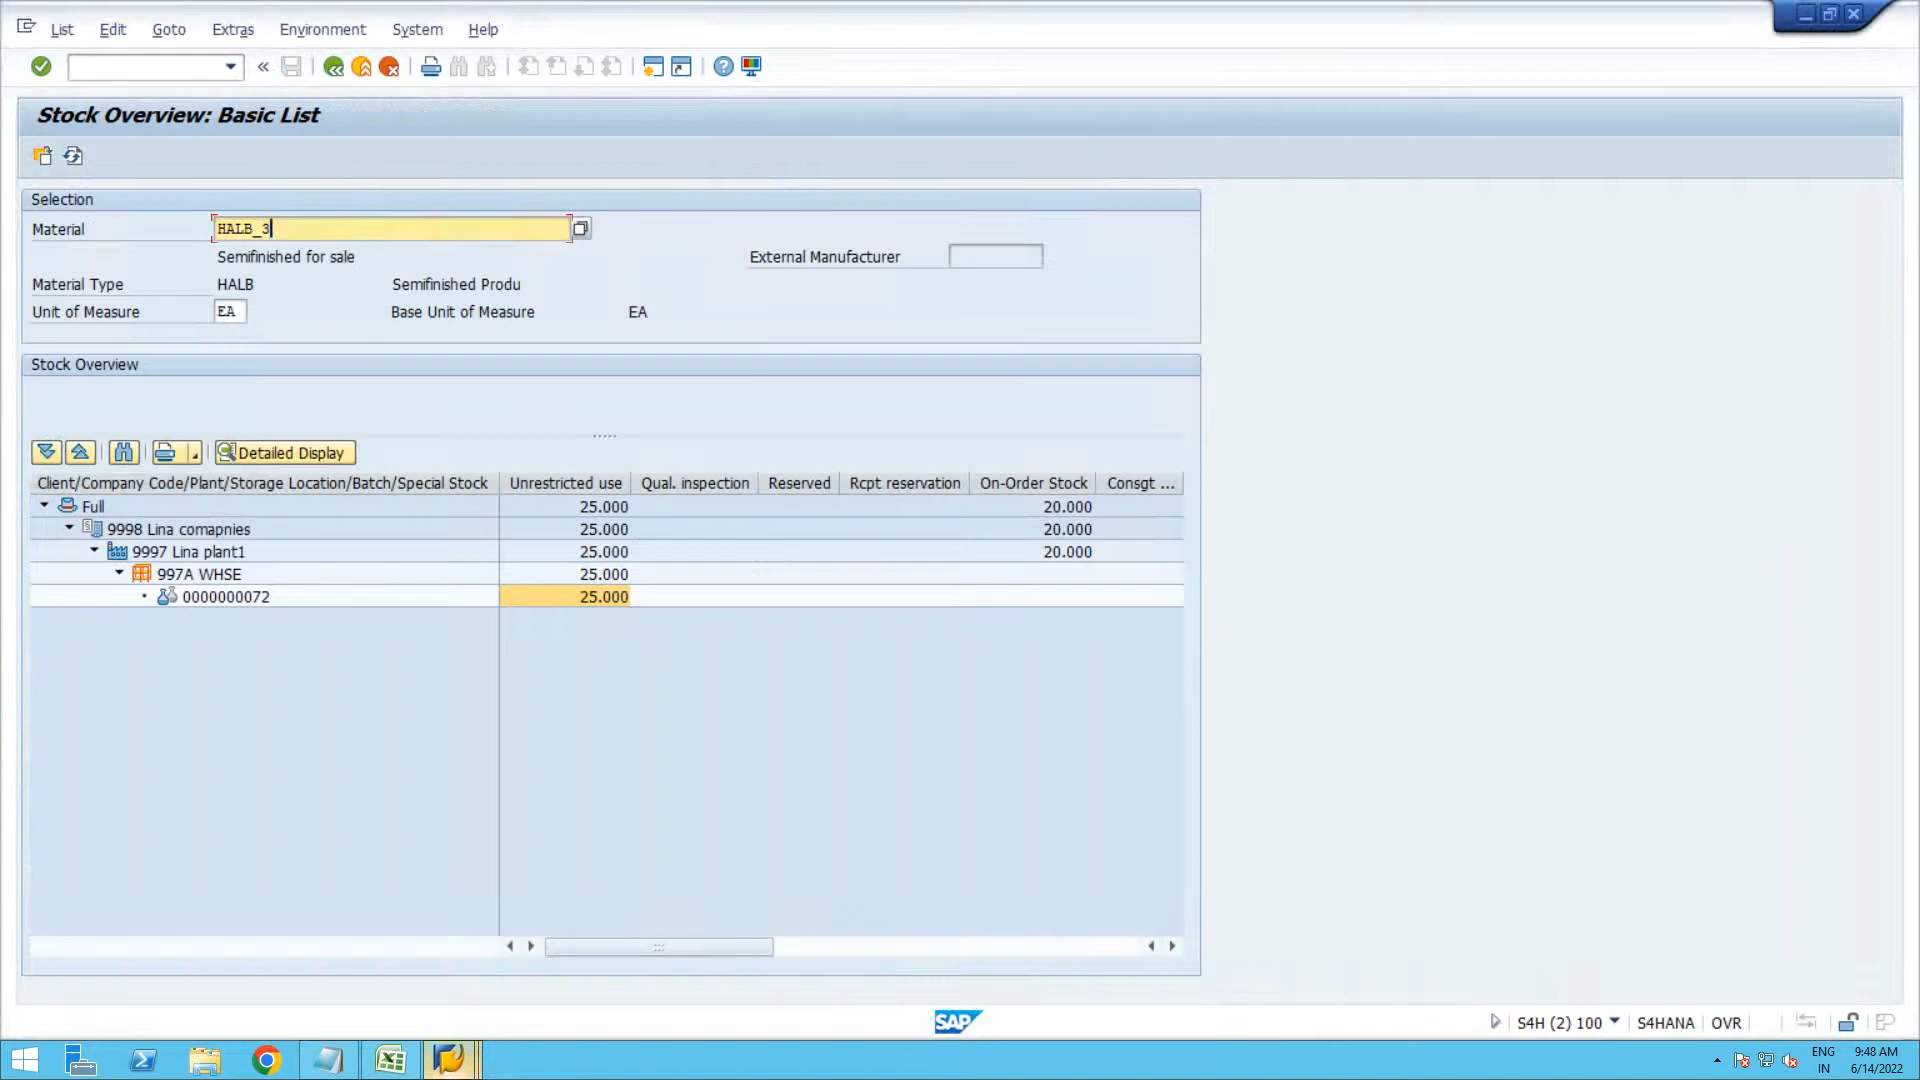 List Edit Goto Extras Environment System Help
Stock Overview: Basic List
Selection
Material HALB_3
Semifinished for sale External Manufacturer
Material Type HALB Semifinished Produ
Unit of Measure EA Base Unit of Measure EA
Stock Overview
Detailed Display
Client/Company Code/Plant/Storage Location/Batch/Special Stock Unrestricted use Qual. inspection Reserved Rcpt reservation On-Order Stock Consgt ...
Full 25.000 20.000
9998 Lina comapnies 25.000 20.000
9997 Lina plant1 25.000 20.000
997A WHSE 25.000
0000000072 25.000
SAP S4H (2) 100 S4HANA OVR
ENG 9:48 AM
IN 6/14/2022